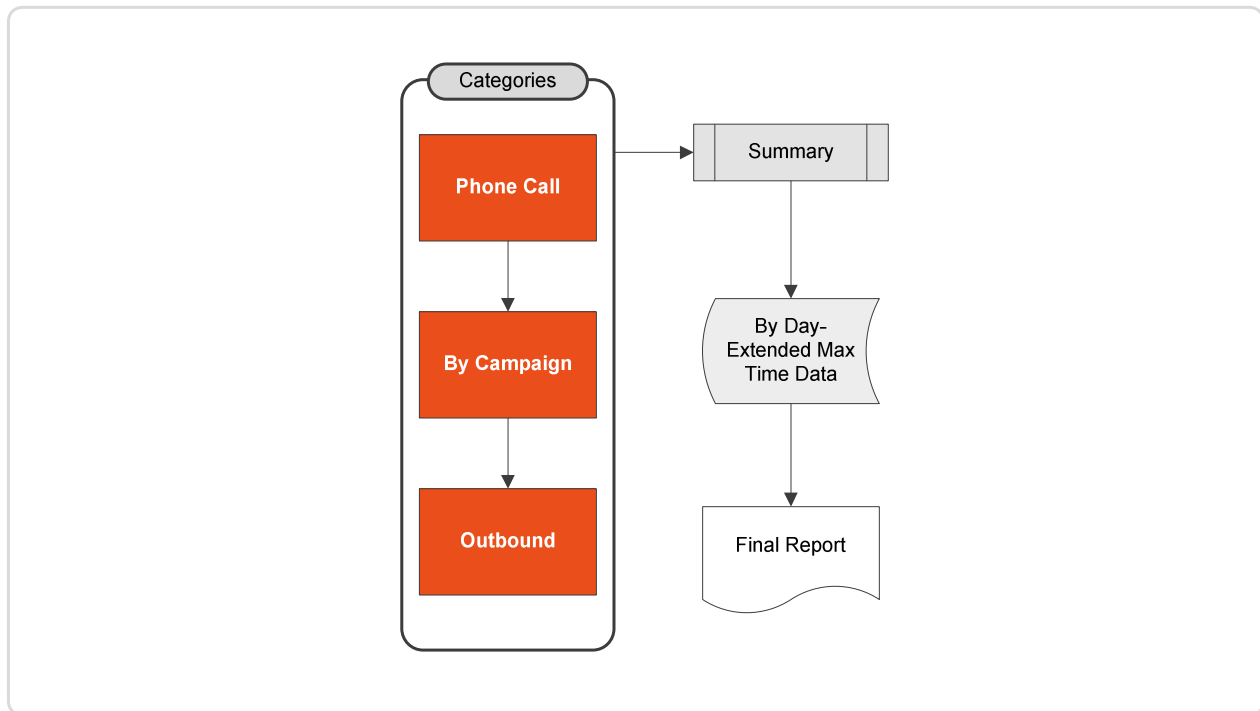 Categories
Phone Call
By Campaign
Outbound
Summary
By Day-
Extended Max
Time Data
Final Report